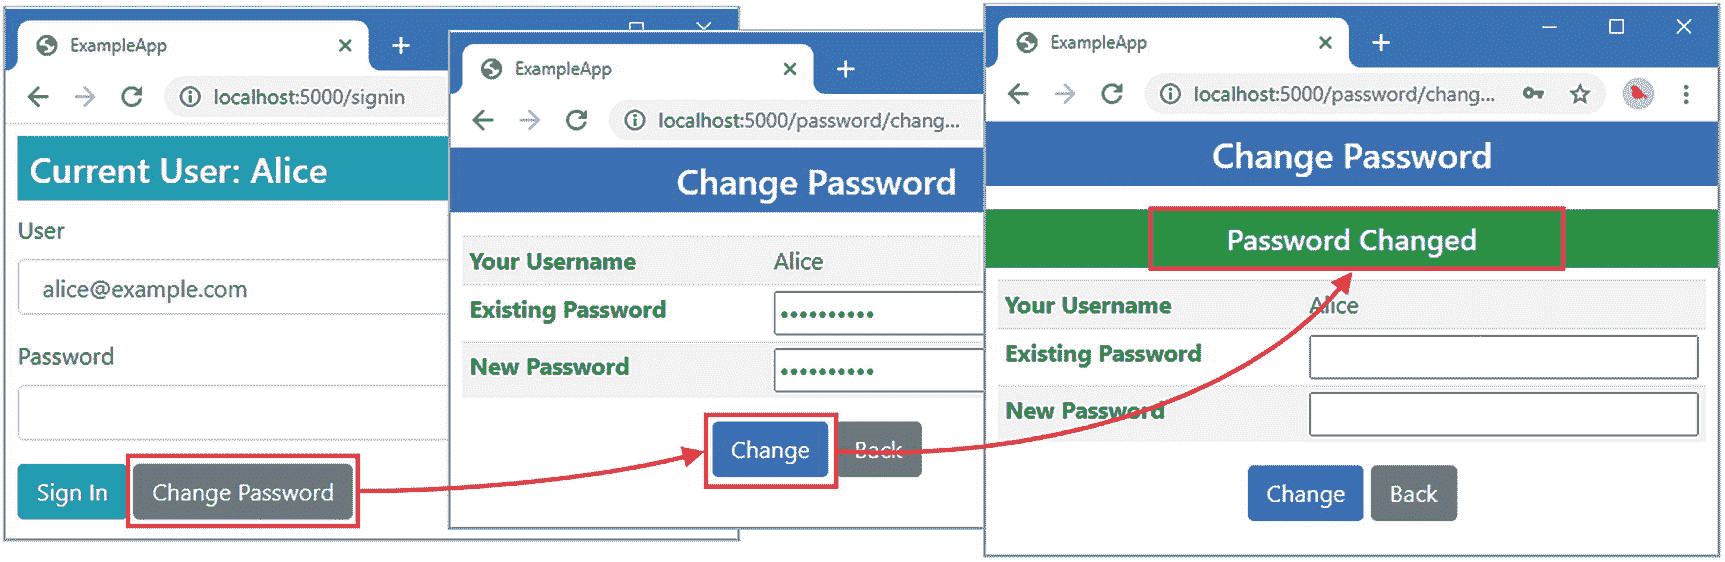 ExampleApp
localhost:5000/signin
Current User: Alice
User
alice@example.com
Password
Sign In
Change Password
ExampleApp
localhost:5000/password/chang...
Change Password
Your Username
Alice
Existing Password
New Password
Change
Back
ExampleApp
localhost:5000/password/chang...
Change Password
Password Changed
Your Username
Alice
Existing Password
New Password
Change
Back